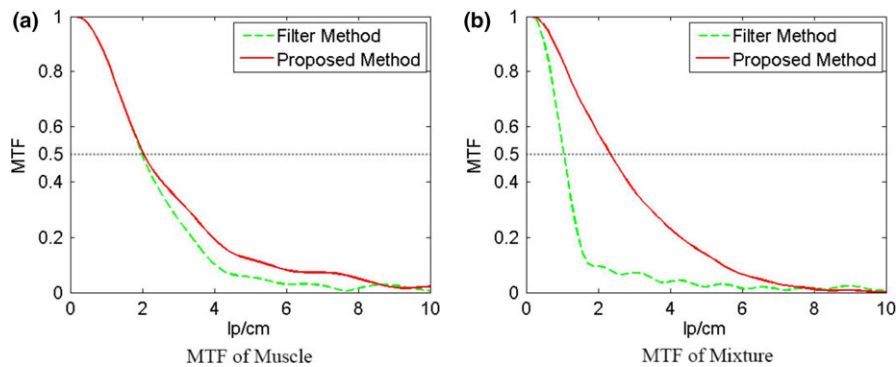 (a)
1
0.8
0.6
0.5
0.4
0.2
0
MTF
Filter Method
Proposed Method
0 2 4 6 8 10
lp/cm
MTF of Muscle
(b)
1
0.8
0.6
0.5
0.4
0.2
0
MTF
Filter Method
Proposed Method
0 2 4 6 8 10
lp/cm
MTF of Mixture